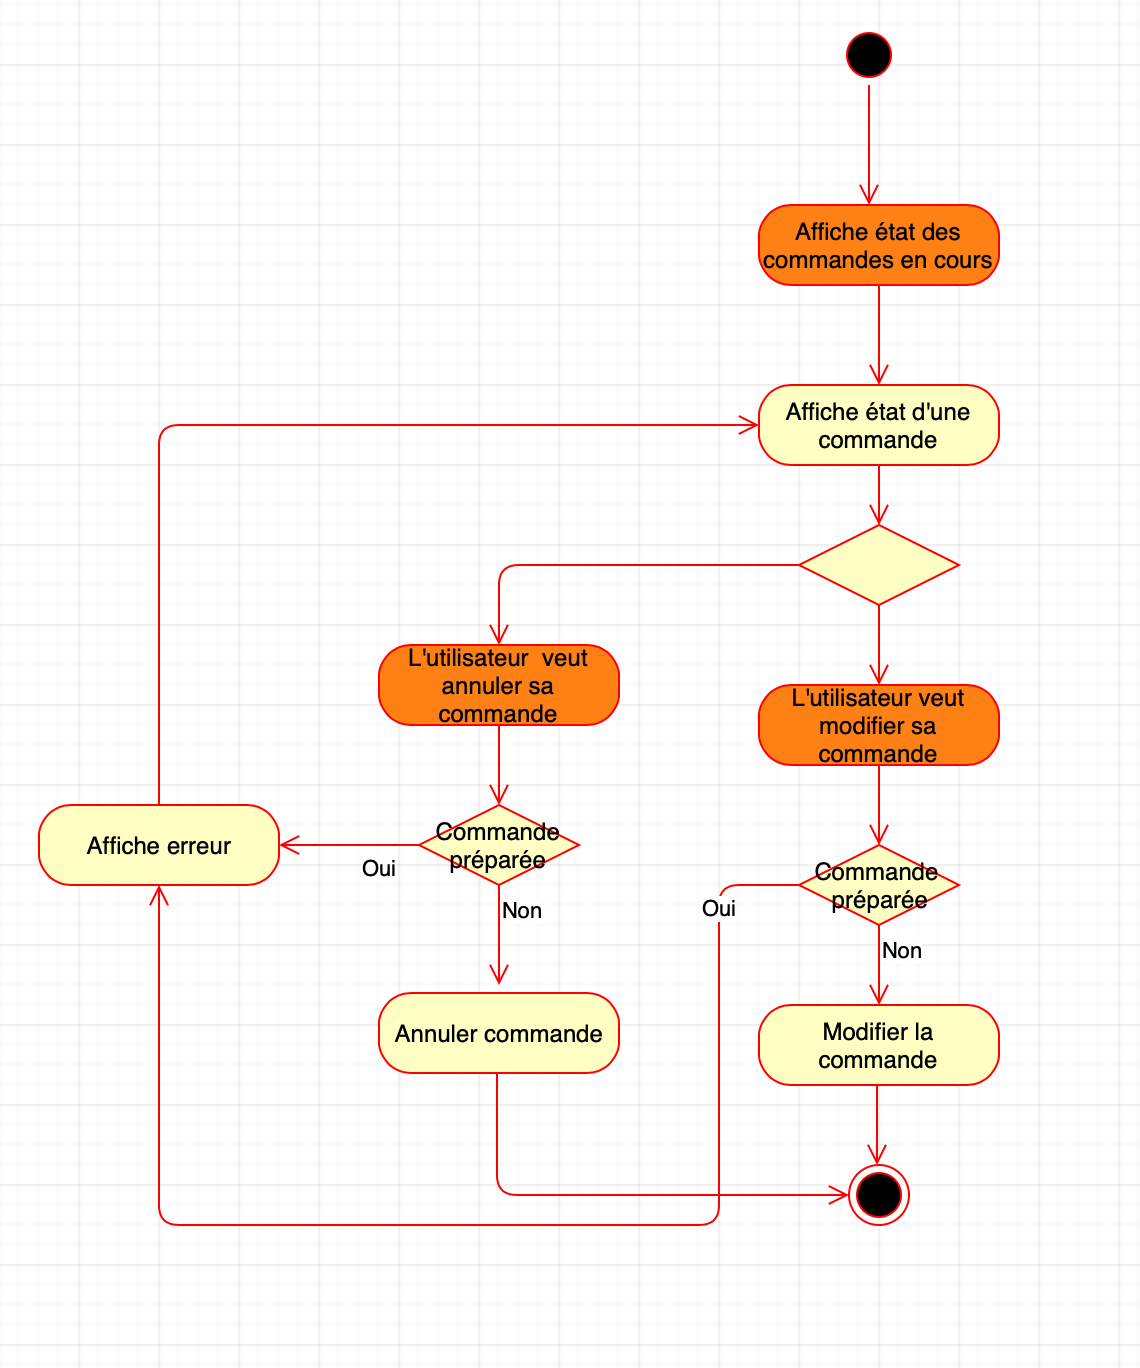 Affiche état des
commandes en cours
Affiche état d'une
commande
L'utilisateur  veut
annuler sa
commande
L'utilisateur veut
modifier sa
commande
Commande
préparée
Affiche erreur
Oui
Non
Commande
préparée
Oui
Non
Annuler commande
Modifier la
commande